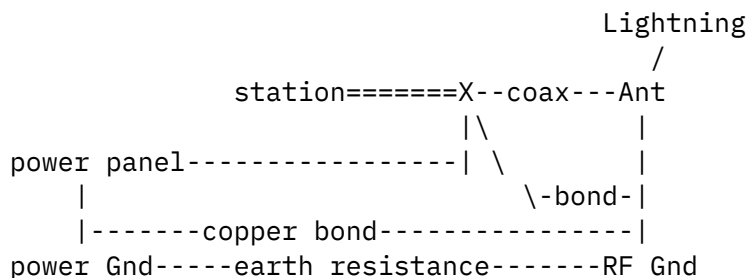 Lightning
/
station=======X--coax---Ant
|\ |
power panel-----------------| \ |
| \-bond-|
|-------copper bond----------------|
power Gnd-----earth resistance-------RF Gnd